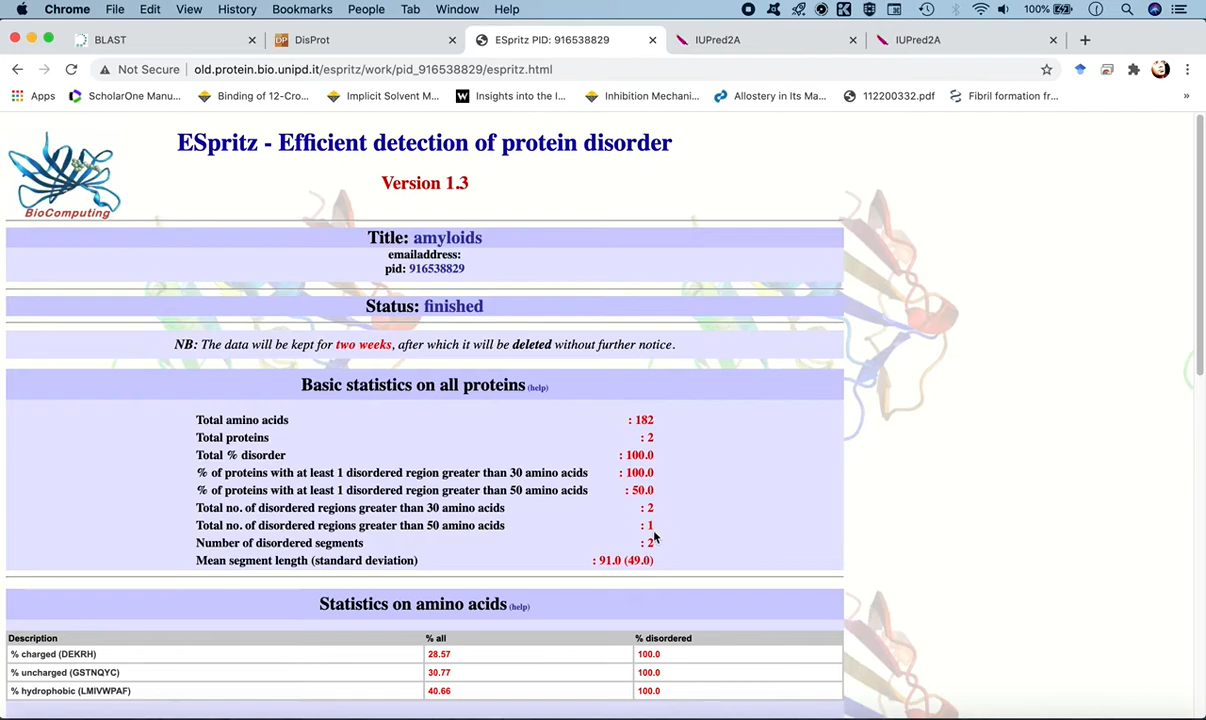 Chrome File Edit View History Bookmarks People Tab Window Help 100%
BLAST DisProt ESpritz PID: 916538829 IUPred2A IUPred2A
Not Secure old.protein.bio.unipd.it/espritz/work/pid_916538829/espritz.html
Apps ScholarOne Manu... Binding of 12-Cro... Implicit Solvent M... Insights into the I... Inhibition Mechani... Allostery in Its Ma... 112200332.pdf Fibril formation fr... »
ESpritz - Efficient detection of protein disorder
Version 1.3
BioComputing
Title: amyloids
emailaddress:
pid: 916538829
Status: finished
NB: The data will be kept for two weeks, after which it will be deleted without further notice.
Basic statistics on all proteins (help)
Total amino acids : 182
Total proteins : 2
Total % disorder : 100.0
% of proteins with at least 1 disordered region greater than 30 amino acids : 100.0
% of proteins with at least 1 disordered region greater than 50 amino acids : 50.0
Total no. of disordered regions greater than 30 amino acids : 2
Total no. of disordered regions greater than 50 amino acids : 1
Number of disordered segments : 2
Mean segment length (standard deviation) : 91.0 (49.0)
Statistics on amino acids (help)
Description % all % disordered
% charged (DEKRH) 28.57 100.0
% uncharged (GSTNQYC) 30.77 100.0
% hydrophobic (LMIVWPAF) 40.66 100.0